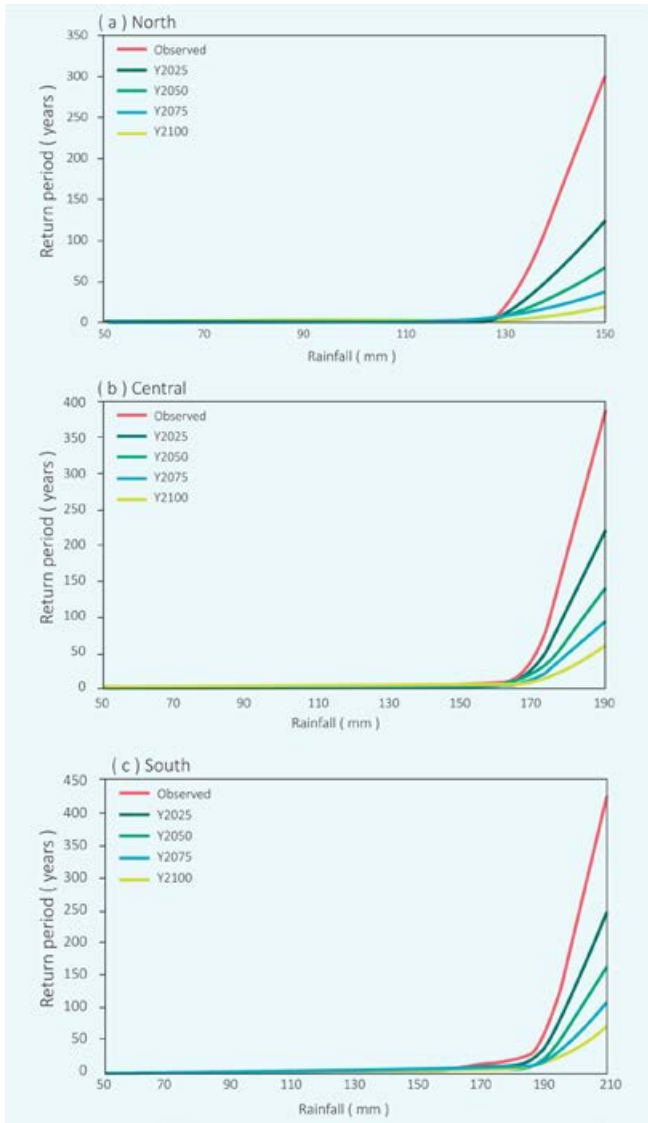 ( a ) North
350
300
250
200
150
100
50
0
Return period ( years )
Observed
Y2025
Y2050
Y2075
Y2100
50 70 90 110 130 150
Rainfall ( mm )
( b ) Central
400
350
300
250
200
150
100
50
0
Return period ( years )
Observed
Y2025
Y2050
Y2075
Y2100
50 70 90 110 130 150 170 190
Rainfall ( mm )
( c ) South
450
400
350
300
250
200
150
100
50
0
Return period ( years )
Observed
Y2025
Y2050
Y2075
Y2100
50 70 90 110 130 150 170 190 210
Rainfall ( mm )